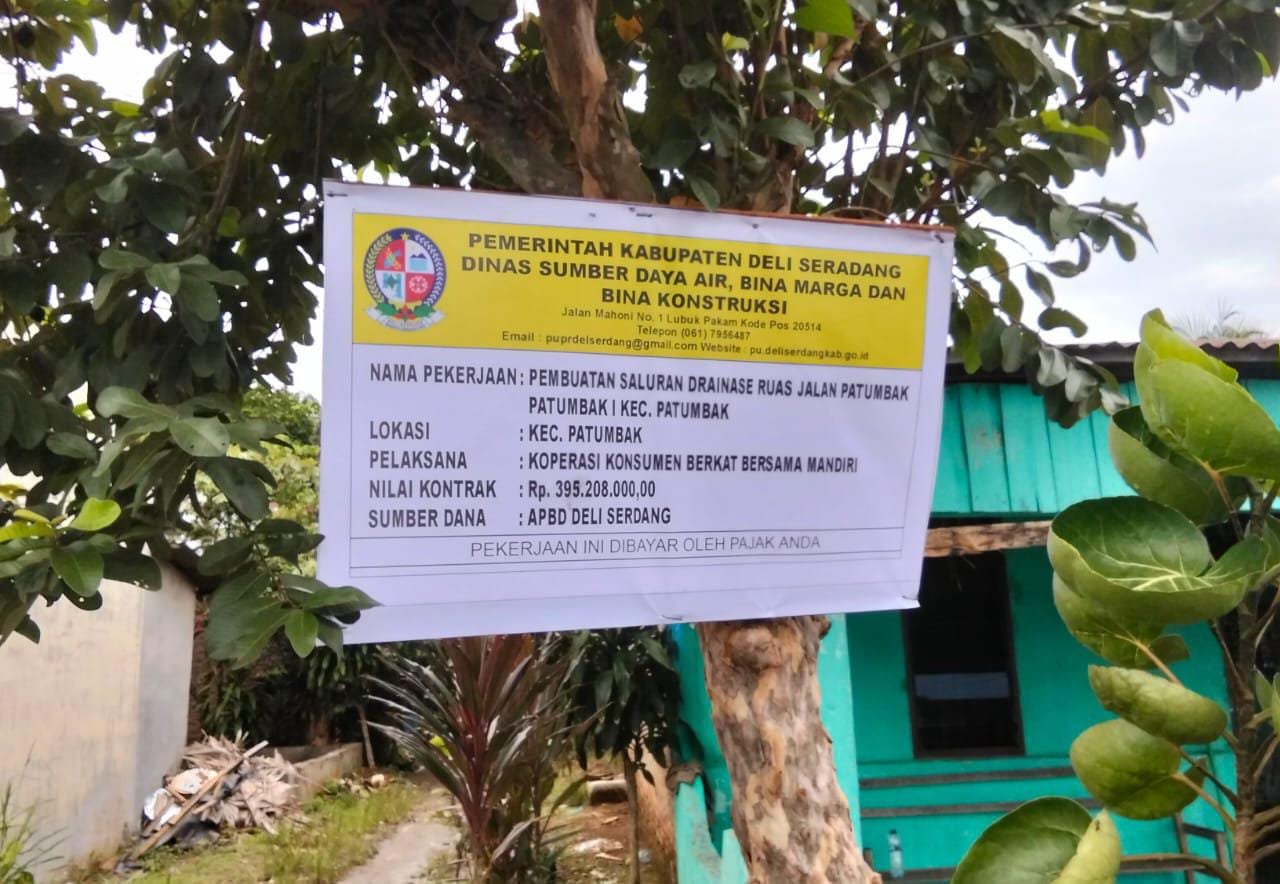 PEMERINTAH KABUPATEN DELI SERADANG
DINAS SUMBER DAYA AIR, BINA MARGA DAN
BINA KONSTRUKSI
Jalan Mahoni No. 1 Lubuk Pakam Kode Pos 20514
Telepon (061) 7956487
Email : puprdelserdang@gmail.com Website : pu.deliserdangkab.go.id
NAMA PEKERJAAN : PEMBUATAN SALURAN DRAINASE RUAS JALAN PATUMBAK
PATUMBAK I KEC. PATUMBAK
LOKASI : KEC. PATUMBAK
PELAKSANA : KOPERASI KONSUMEN BERKAT BERSAMA MANDIRI
NILAI KONTRAK : Rp. 395.208.000,00
SUMBER DANA : APBD DELI SERDANG
PEKERJAAN INI DIBAYAR OLEH PAJAK ANDA